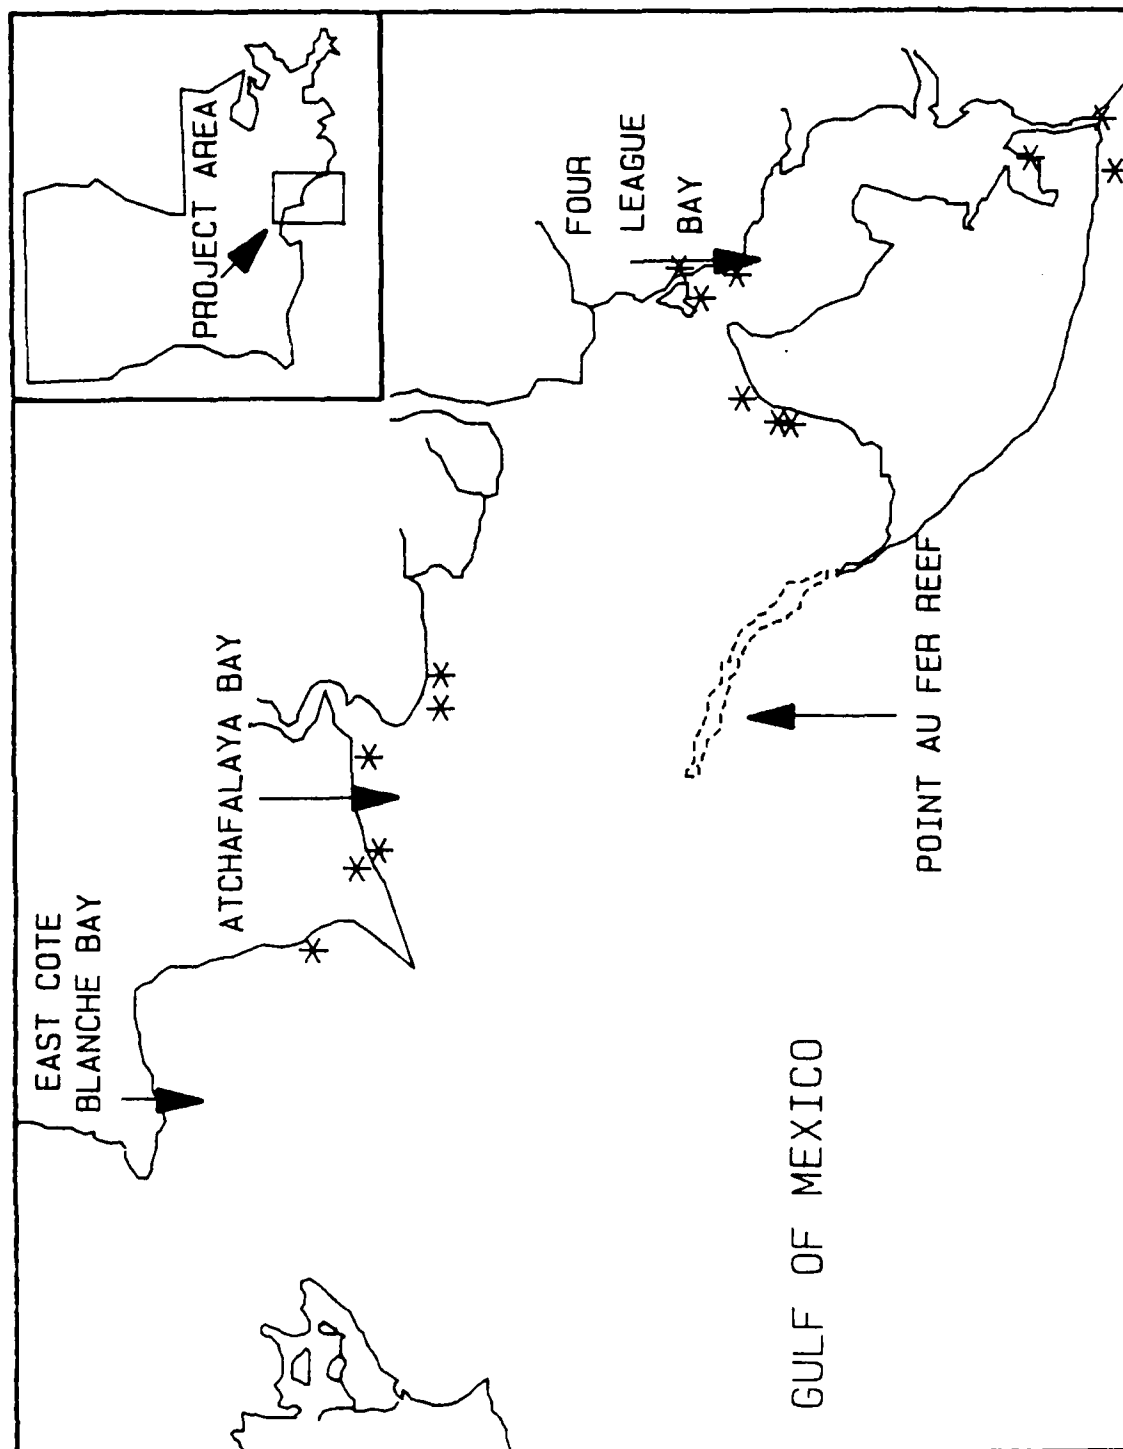 PROJECT AREA
EAST COTE
BLANCHE BAY
ATCHAFALAYA BAY
FOUR
LEAGUE
BAY
POINT AU FER REEF
GULF OF MEXICO